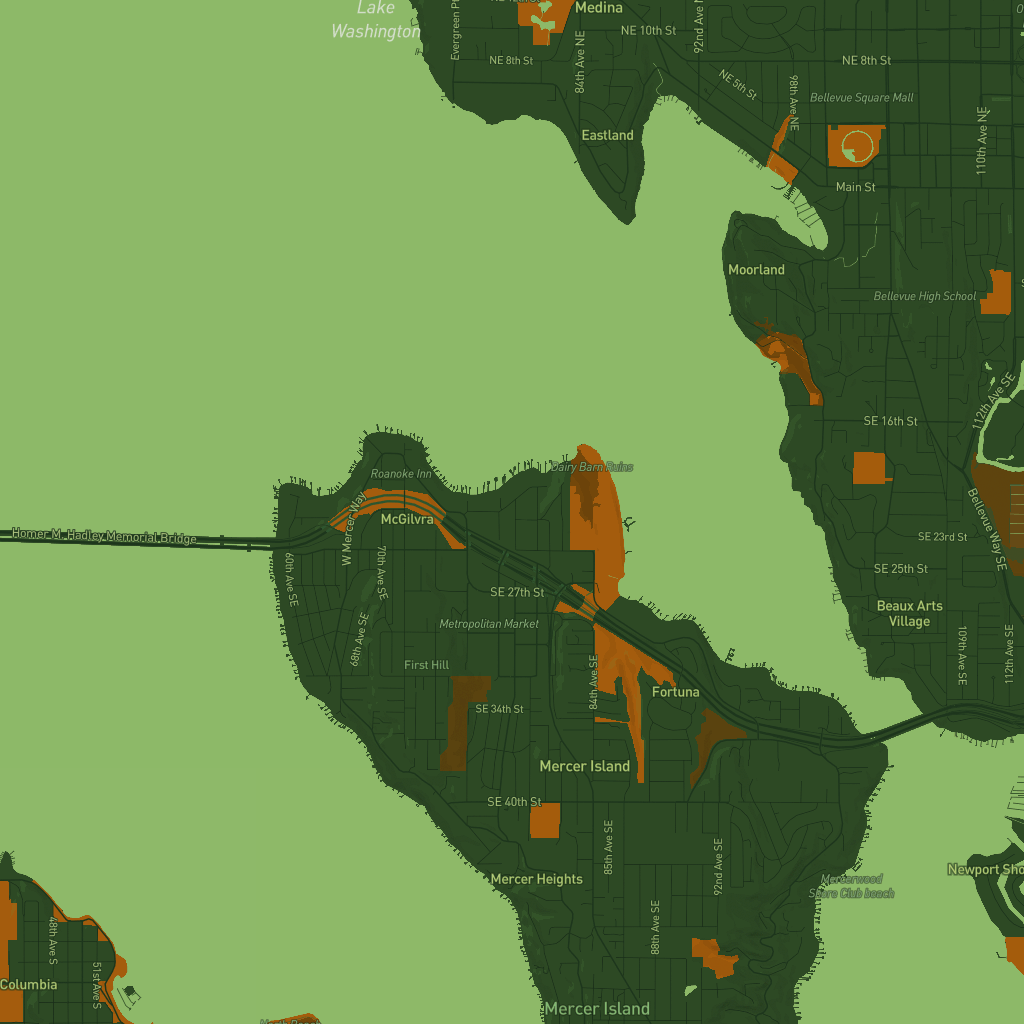 Lake
Washington
Evergreen Pt
Medina
NE 10th St
92nd Ave N
84th Ave NE
NE 8th St
NE 8th St
NE 5th St
98th Ave NE
Bellevue Square Mall
Eastland
110th Ave NE
Main St
Moorland
Bellevue High School
112th Ave SE
SE 16th St
Dairy Barn Ruins
Roanoke Inn
W Mercer Way
McGilvra
Homer M. Hadley Memorial Bridge
Bellevue Way SE
SE 23rd St
60th Ave SE
70th Ave SE
SE 25th St
SE 27th St
Beaux Arts
Village
Metropolitan Market
68th Ave SE
109th Ave SE
112th Ave SE
First Hill
84th Ave SE
Fortuna
SE 34th St
Mercer Island
SE 40th St
85th Ave SE
92nd Ave SE
Mercer Heights
Mercerwood
Shore Club beach
Newport Sho
48th Ave S
88th Ave SE
51st Ave S
Columbia
Mercer Island